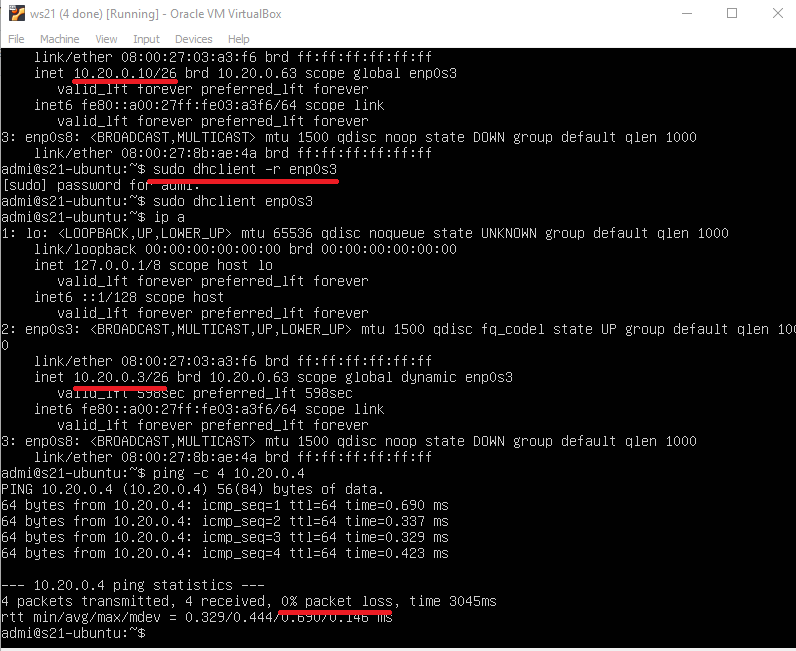 ws21 (4 done) [Running] - Oracle VM VirtualBox
File Machine View Input Devices Help
link/ether 08:00:27:03:a3:f6 brd ff:ff:ff:ff:ff:ff
inet 10.20.0.10/26 brd 10.20.0.63 scope global enp0s3
valid_lft forever preferred_lft forever
inet6 fe80::a00:27ff:fe03:a3f6/64 scope link
valid_lft forever preferred_lft forever
3: enp0s8: <BROADCAST,MULTICAST> mtu 1500 qdisc noop state DOWN group default qlen 1000
link/ether 08:00:27:8b:ae:4a brd ff:ff:ff:ff:ff:ff
admi@s21-ubuntu:~$ sudo dhclient -r enp0s3
[sudo] password for admi:
admi@s21-ubuntu:~$ sudo dhclient enp0s3
admi@s21-ubuntu:~$ ip a
1: lo: <LOOPBACK,UP,LOWER_UP> mtu 65536 qdisc noqueue state UNKNOWN group default qlen 1000
link/loopback 00:00:00:00:00:00 brd 00:00:00:00:00:00
inet 127.0.0.1/8 scope host lo
valid_lft forever preferred_lft forever
inet6 ::1/128 scope host
valid_lft forever preferred_lft forever
2: enp0s3: <BROADCAST,MULTICAST,UP,LOWER_UP> mtu 1500 qdisc fq_codel state UP group default qlen 100
0
link/ether 08:00:27:03:a3:f6 brd ff:ff:ff:ff:ff:ff
inet 10.20.0.3/26 brd 10.20.0.63 scope global dynamic enp0s3
valid_lft 598sec preferred_lft 598sec
inet6 fe80::a00:27ff:fe03:a3f6/64 scope link
valid_lft forever preferred_lft forever
3: enp0s8: <BROADCAST,MULTICAST> mtu 1500 qdisc noop state DOWN group default qlen 1000
link/ether 08:00:27:8b:ae:4a brd ff:ff:ff:ff:ff:ff
admi@s21-ubuntu:~$ ping -c 4 10.20.0.4
PING 10.20.0.4 (10.20.0.4) 56(84) bytes of data.
64 bytes from 10.20.0.4: icmp_seq=1 ttl=64 time=0.690 ms
64 bytes from 10.20.0.4: icmp_seq=2 ttl=64 time=0.337 ms
64 bytes from 10.20.0.4: icmp_seq=3 ttl=64 time=0.329 ms
64 bytes from 10.20.0.4: icmp_seq=4 ttl=64 time=0.423 ms
--- 10.20.0.4 ping statistics ---
4 packets transmitted, 4 received, 0% packet loss, time 3045ms
rtt min/avg/max/mdev = 0.329/0.444/0.690/0.146 ms
admi@s21-ubuntu:~$